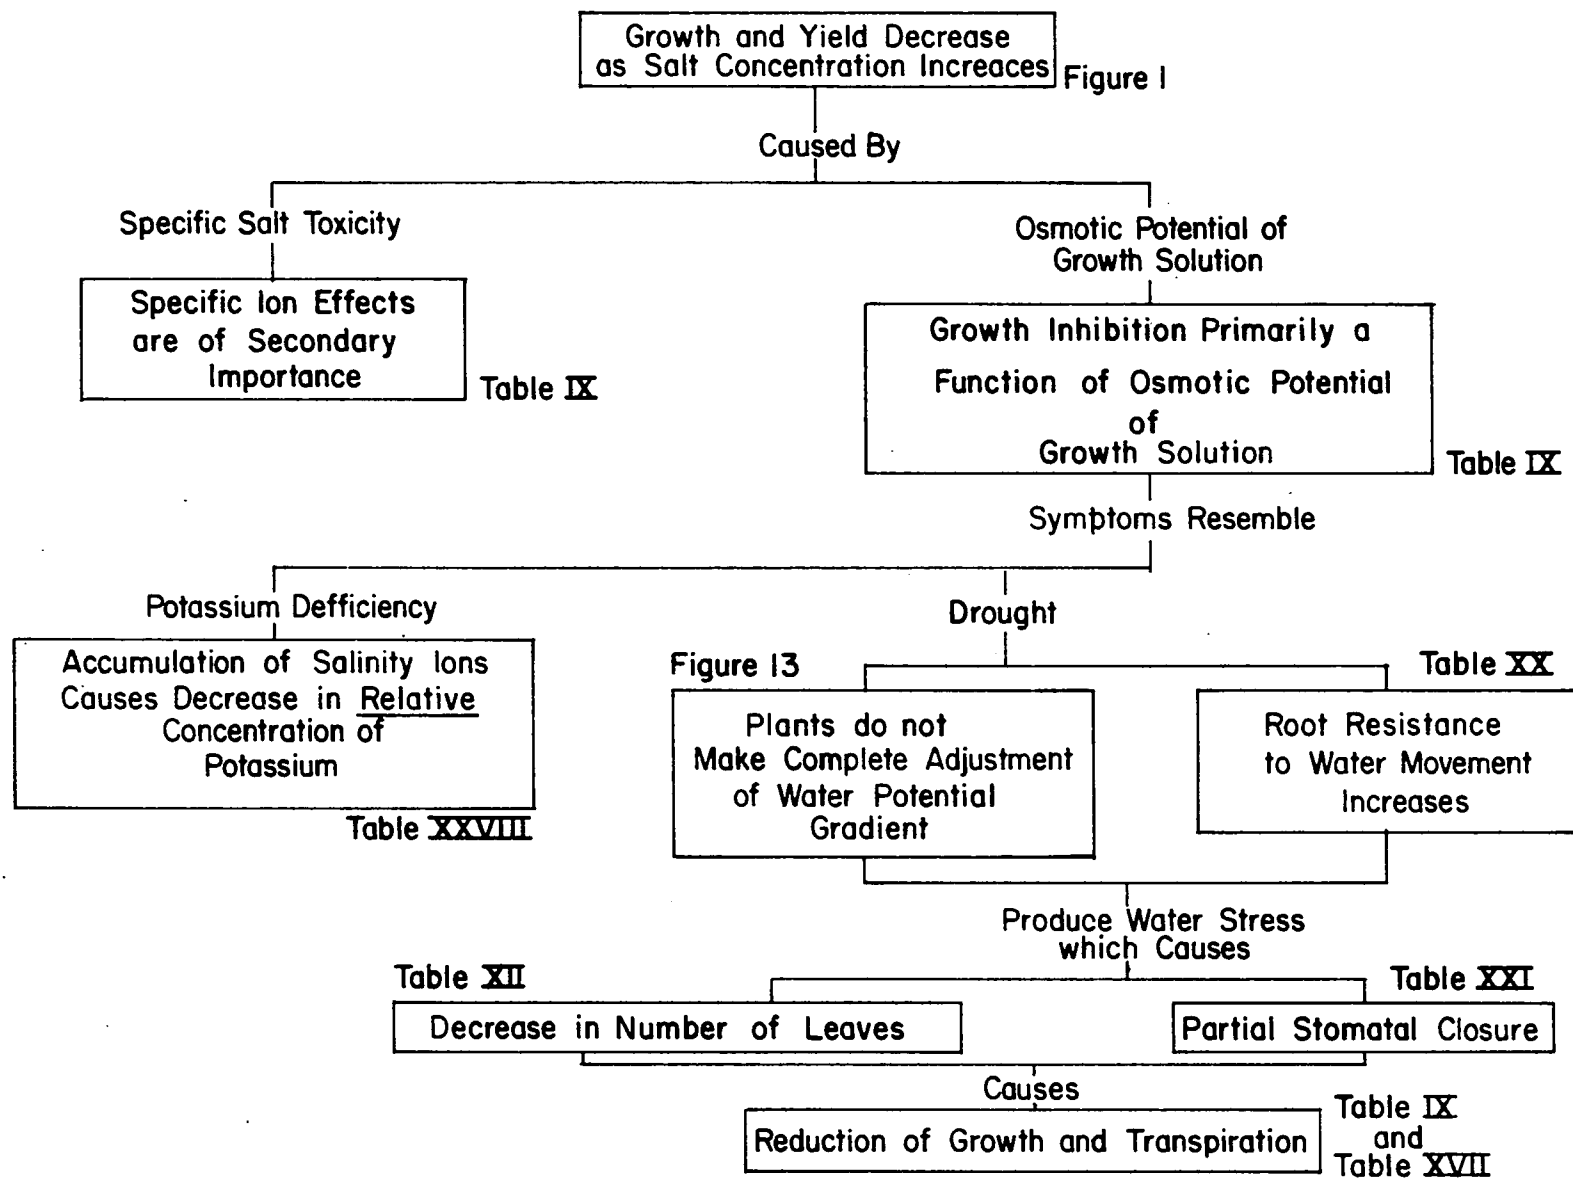 Growth and Yield Decrease
as Salt Concentration Increaces
Figure 1
Caused By
Specific Salt Toxicity
Osmotic Potential of
Growth Solution
Specific Ion Effects
are of Secondary
Importance
Table IX
Growth Inhibition Primarily a
Function of Osmotic Potential
of
Growth Solution
Table IX
Symptoms Resemble
Potassium Defficiency
Drought
Accumulation of Salinity Ions
Causes Decrease in Relative
Concentration of
Potassium
Table XXVIII
Figure 13
Plants do not
Make Complete Adjustment
of Water Potential
Gradient
Table XX
Root Resistance
to Water Movement
Increases
Produce Water Stress
which Causes
Table XII
Decrease in Number of Leaves
Table XXI
Partial Stomatal Closure
Causes
Reduction of Growth and Transpiration
Table IX
and
Table XVII